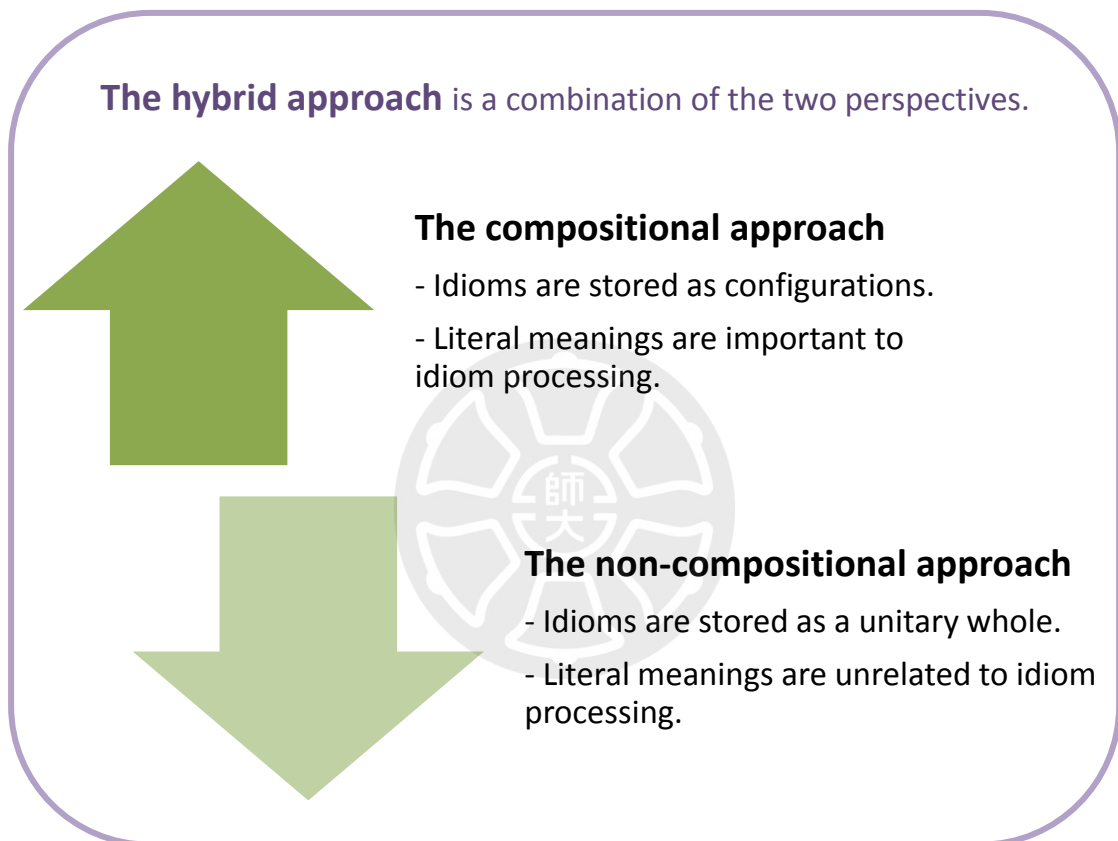 The hybrid approach is a combination of the two perspectives.
The compositional approach
- Idioms are stored as configurations.
- Literal meanings are important to
idiom processing.
師
大
The non-compositional approach
- Idioms are stored as a unitary whole.
- Literal meanings are unrelated to idiom
processing.